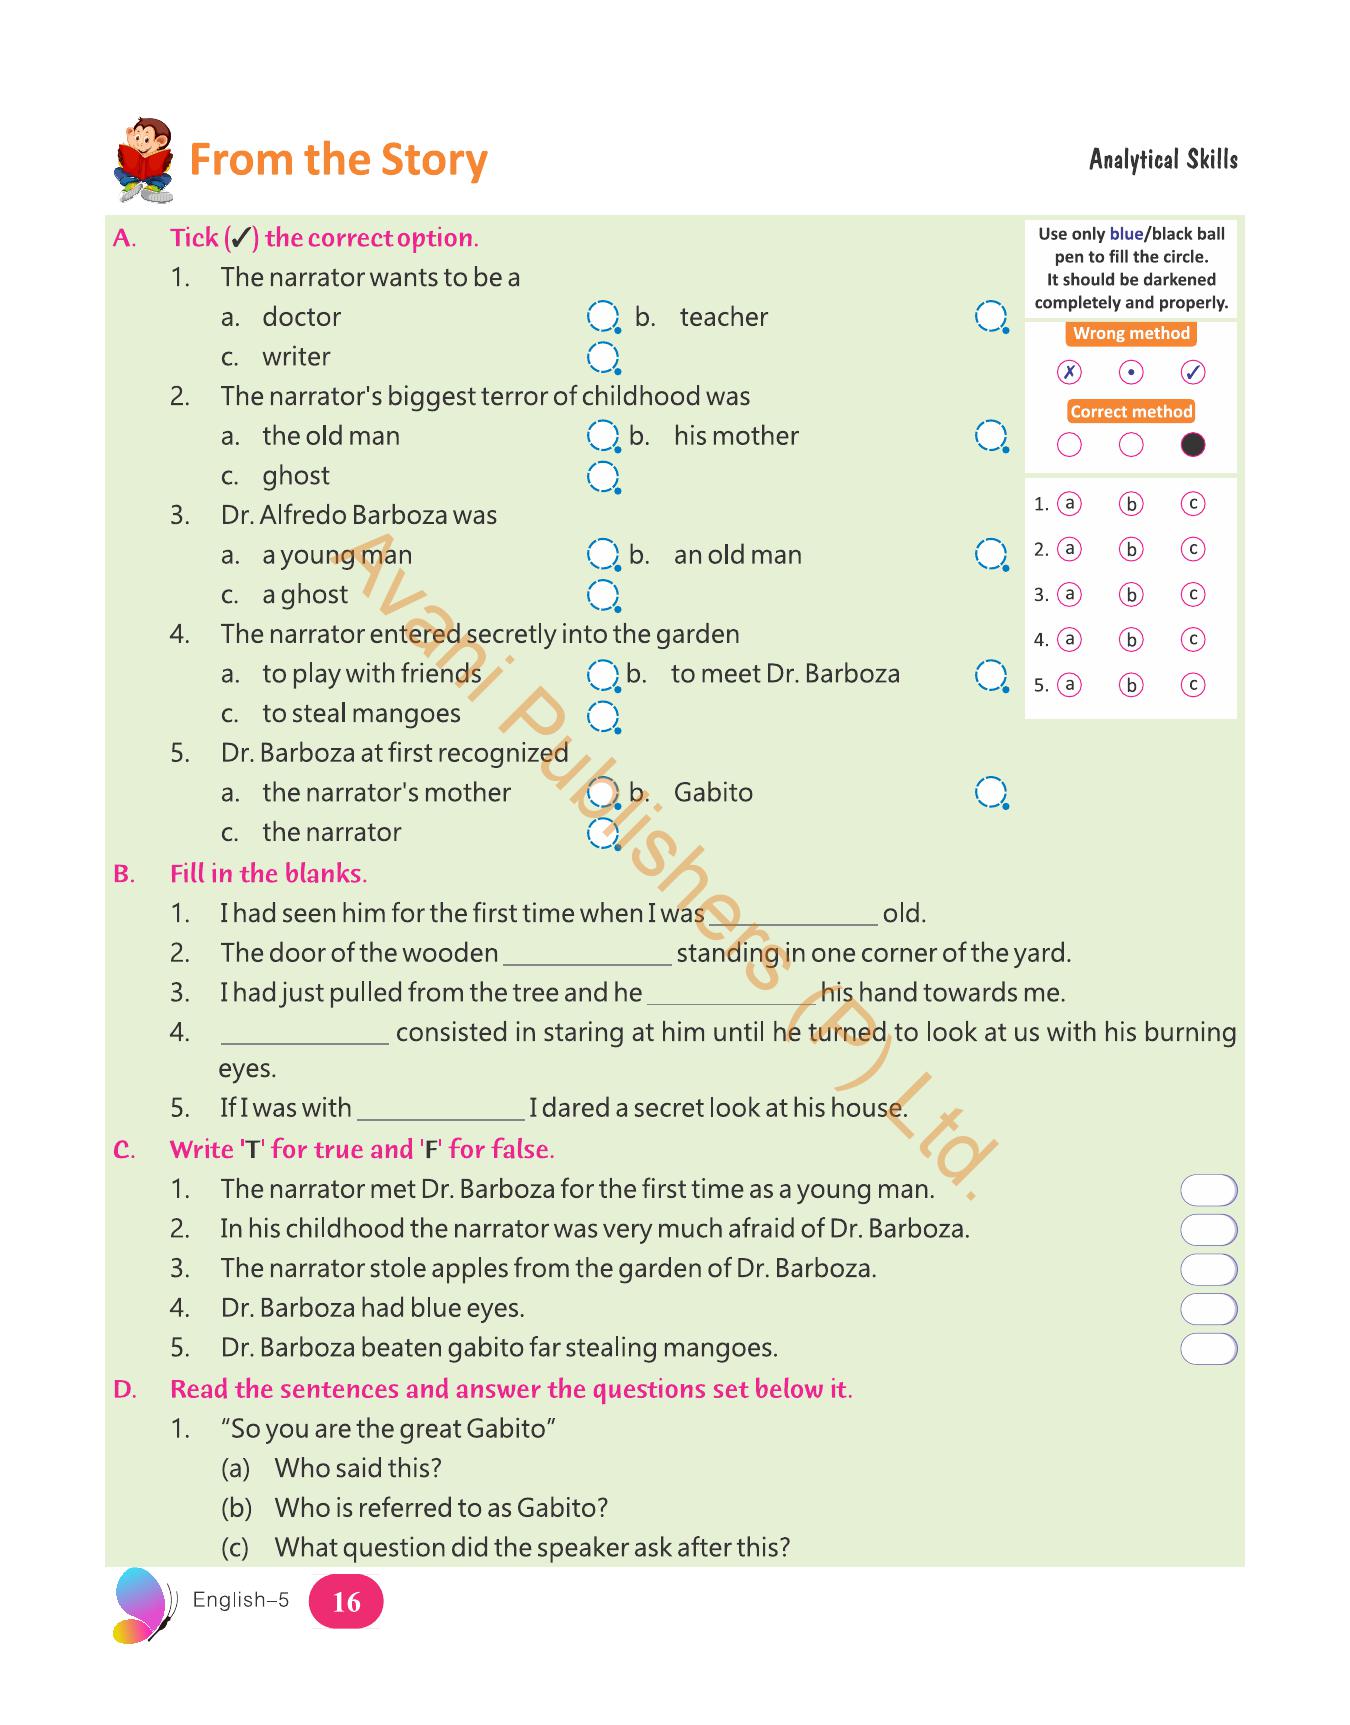 From the Story
Analytical Skills
A. Tick (✓) the correct option.
1. The narrator wants to be a
a. doctor b. teacher
c. writer
2. The narrator's biggest terror of childhood was
a. the old man b. his mother
c. ghost
3. Dr. Alfredo Barboza was
a. a young man b. an old man
c. a ghost
4. The narrator entered secretly into the garden
a. to play with friends b. to meet Dr. Barboza
c. to steal mangoes
5. Dr. Barboza at first recognized
a. the narrator's mother b. Gabito
c. the narrator
Use only blue/black ball
pen to fill the circle.
It should be darkened
completely and properly.
Wrong method
✗ • ✓
Correct method
1. a b c
2. a b c
3. a b c
4. a b c
5. a b c
B. Fill in the blanks.
1. I had seen him for the first time when I was ____________ old.
2. The door of the wooden ____________ standing in one corner of the yard.
3. I had just pulled from the tree and he ____________ his hand towards me.
4. ____________ consisted in staring at him until he turned to look at us with his burning
eyes.
5. If I was with ____________ I dared a secret look at his house.
C. Write 'T' for true and 'F' for false.
1. The narrator met Dr. Barboza for the first time as a young man.
2. In his childhood the narrator was very much afraid of Dr. Barboza.
3. The narrator stole apples from the garden of Dr. Barboza.
4. Dr. Barboza had blue eyes.
5. Dr. Barboza beaten gabito far stealing mangoes.
D. Read the sentences and answer the questions set below it.
1. “So you are the great Gabito”
(a) Who said this?
(b) Who is referred to as Gabito?
(c) What question did the speaker ask after this?
English–5 16
Avani Publishers (P) Ltd.